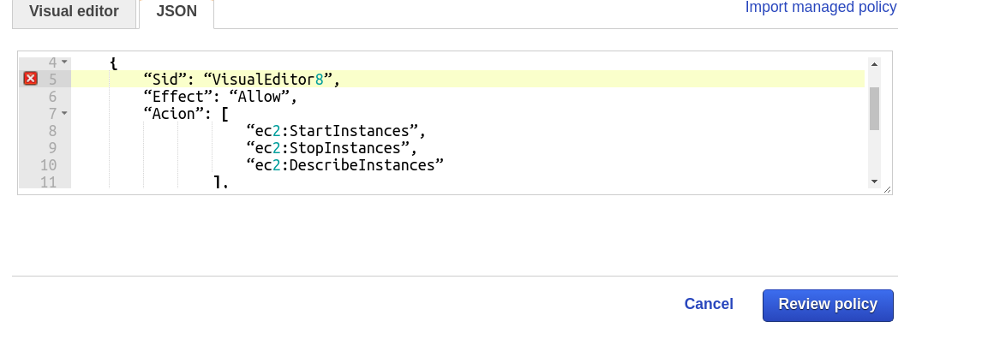 Visual editor
JSON
Import managed policy
4 {
5 “Sid”: “VisualEditor8”,
6 “Effect”: “Allow”,
7 “Acion”: [
8 “ec2:StartInstances”,
9 “ec2:StopInstances”,
10 “ec2:DescribeInstances”
11 ],
Cancel
Review policy